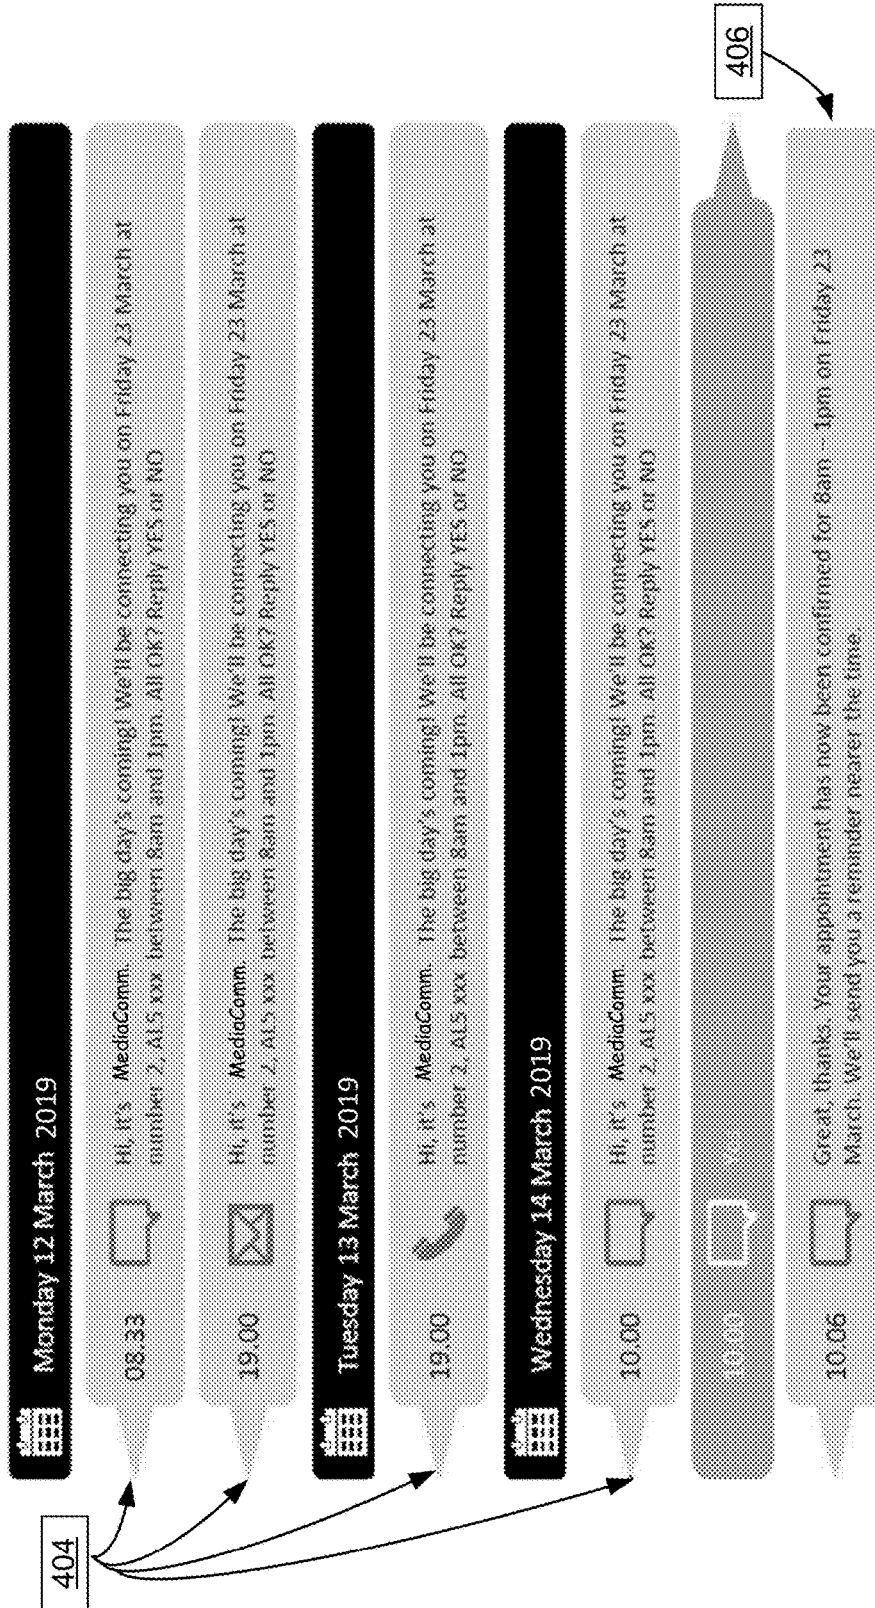 404
Monday 12 March 2019
08.33
Hi, it's MediaComm. The big day's coming! We'll be connecting you on Friday 23 March at
number 2, AL5 xxx between 8am and 1pm. All OK? Reply YES or NO
19.00
Hi, it's MediaComm. The big day's coming! We'll be connecting you on Friday 23 March at
number 2, AL5 xxx between 8am and 1pm. All OK? Reply YES or NO
Tuesday 13 March 2019
19.00
Hi, it's MediaComm. The big day's coming! We'll be connecting you on Friday 23 March at
number 2, AL5 xxx between 8am and 1pm. All OK? Reply YES or NO
Wednesday 14 March 2019
10.00
Hi, it's MediaComm. The big day's coming! We'll be connecting you on Friday 23 March at
number 2, AL5 xxx between 8am and 1pm. All OK? Reply YES or NO
406
10.06
Great, thanks. Your appointment has now been confirmed for 8am – 1pm on Friday 23
March. We'll send you a reminder nearer the time.